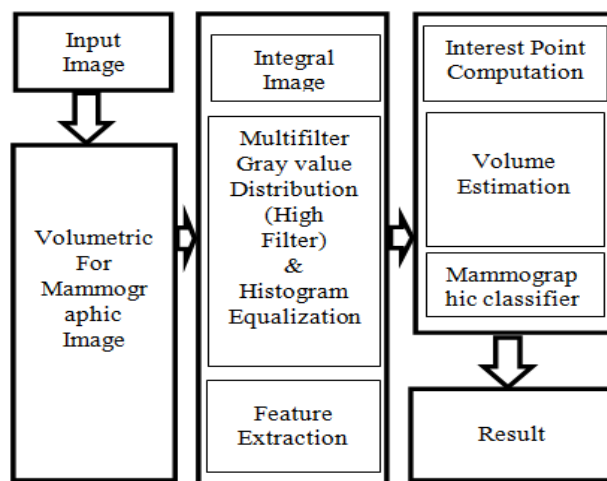 Input
Image
Volumetric
For
Mammogr
aphic
Image
Integral
Image
Multifilter
Gray value
Distribution
(High
Filter)
&
Histogram
Equalization
Feature
Extraction
Interest Point
Computation
Volume
Estimation
Mammograp
hic classifier
Result